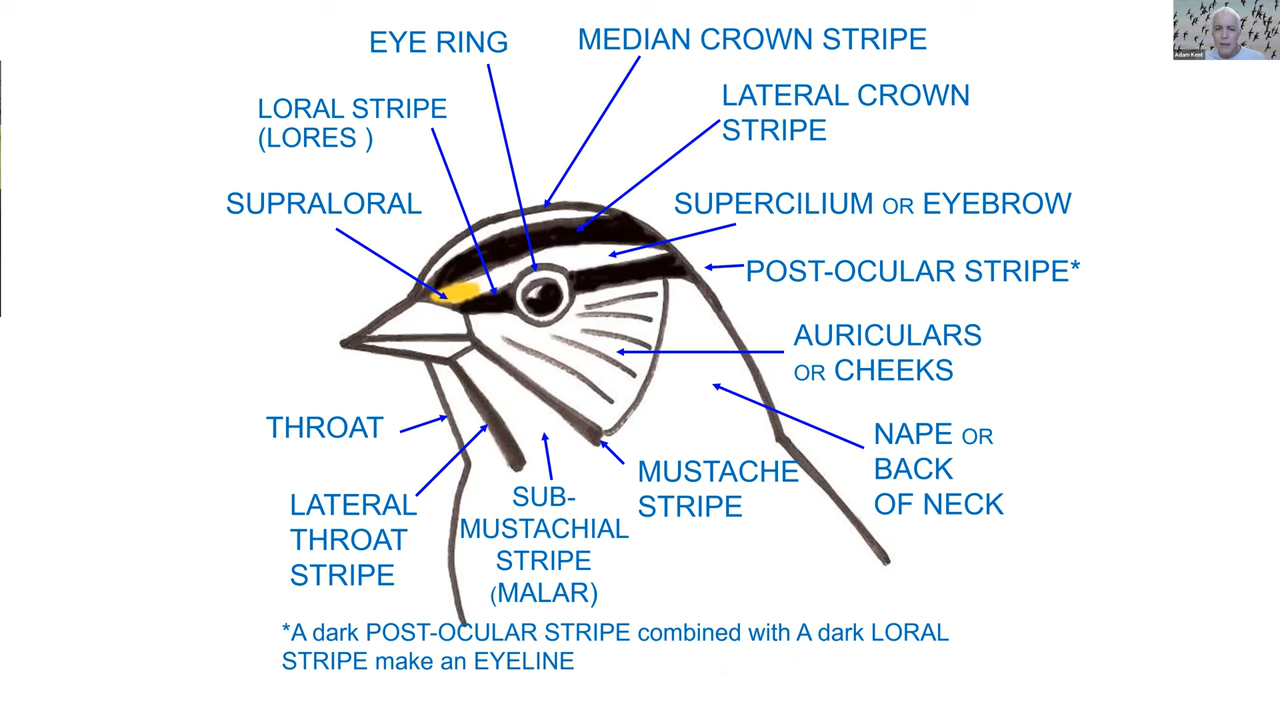 EYE RING
MEDIAN CROWN STRIPE
LORAL STRIPE
(LORES )
LATERAL CROWN
STRIPE
SUPRALORAL
SUPERCILIUM OR EYEBROW
POST-OCULAR STRIPE*
AURICULARS
OR CHEEKS
THROAT
NAPE OR
BACK
OF NECK
MUSTACHE
STRIPE
LATERAL
THROAT
STRIPE
SUB-
MUSTACHIAL
STRIPE
(MALAR)
*A dark POST-OCULAR STRIPE combined with A dark LORAL
STRIPE make an EYELINE
Adam Kent